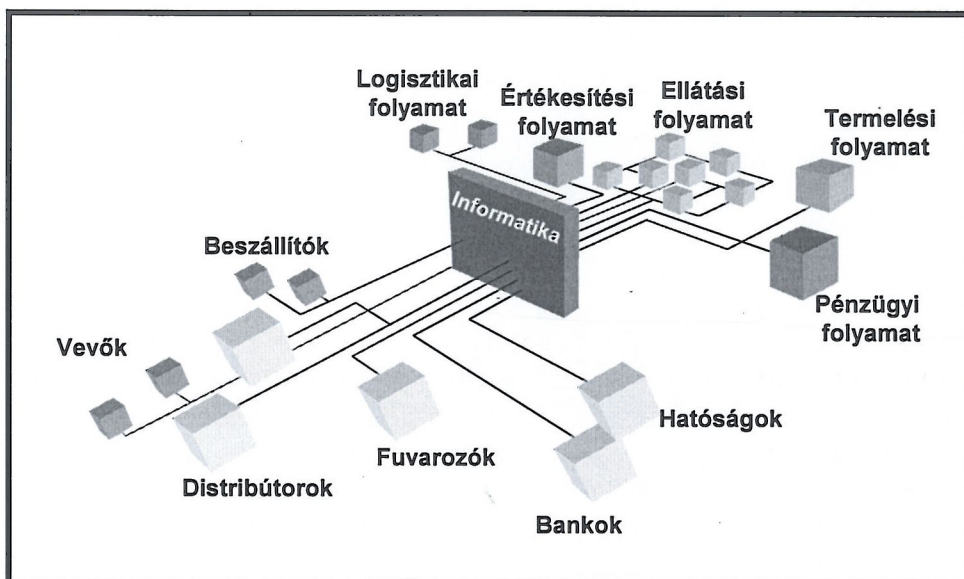 Logisztikai
folyamat
Értékesítési
folyamat
Ellátási
folyamat
Termelési
folyamat
Informatika
Beszállítók
Pénzügyi
folyamat
Vevők
Hatóságok
Fuvarozók
Distribútorok
Bankok